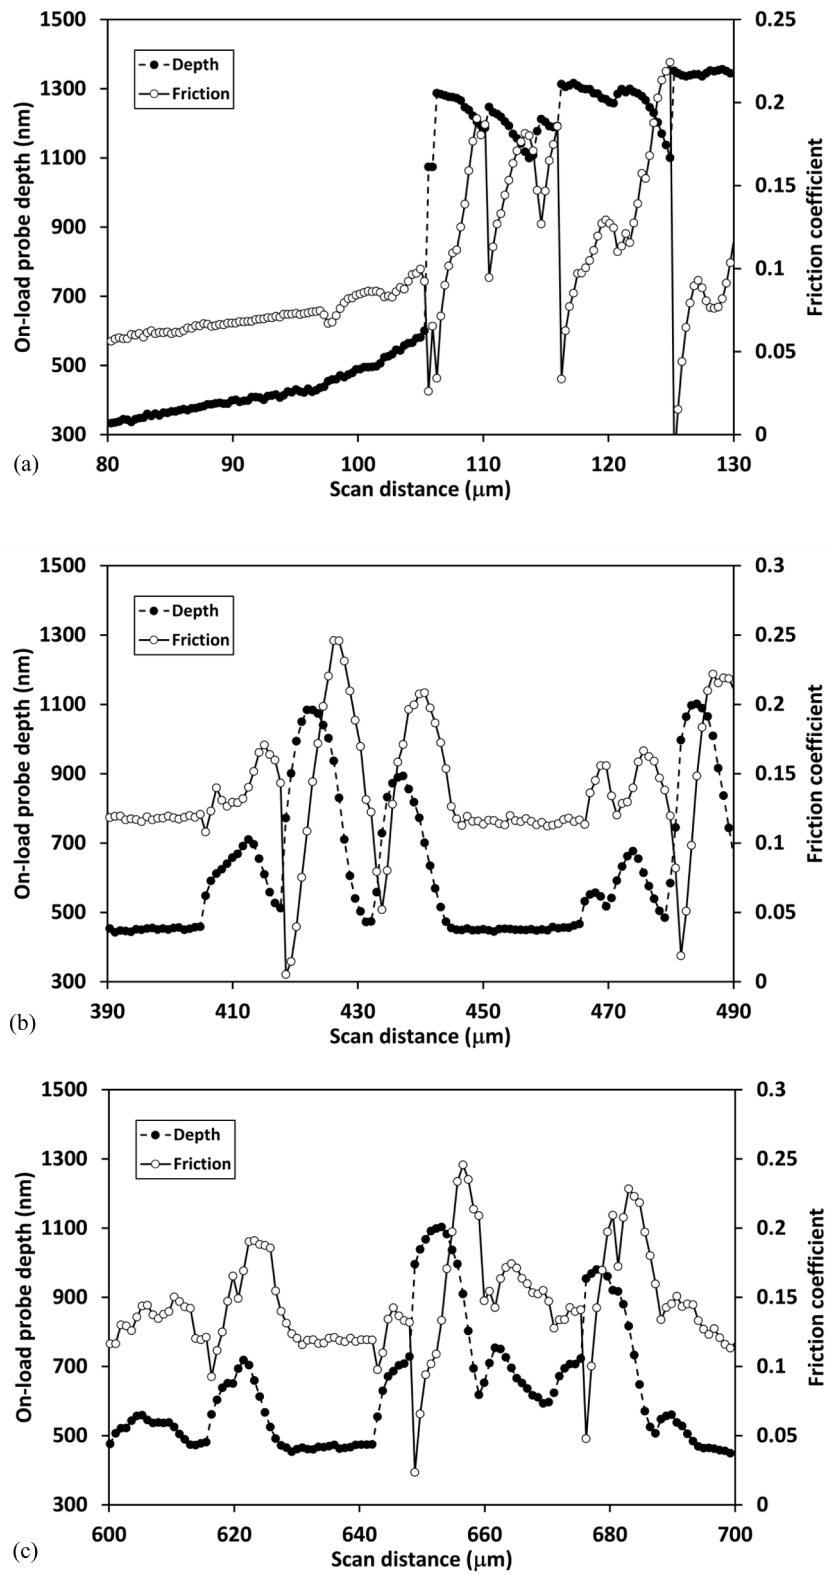 1500
1300
1100
900
700
500
300
On-load probe depth (nm)
0.25
0.2
0.15
0.1
0.05
0
Friction coefficient
Depth
Friction
80 90 100 110 120 130
Scan distance (μm)
(a)
1500
1300
1100
900
700
500
300
On-load probe depth (nm)
0.3
0.25
0.2
0.15
0.1
0.05
0
Friction coefficient
Depth
Friction
390 410 430 450 470 490
Scan distance (μm)
(b)
1500
1300
1100
900
700
500
300
On-load probe depth (nm)
0.3
0.25
0.2
0.15
0.1
0.05
0
Friction coefficient
Depth
Friction
600 620 640 660 680 700
Scan distance (μm)
(c)